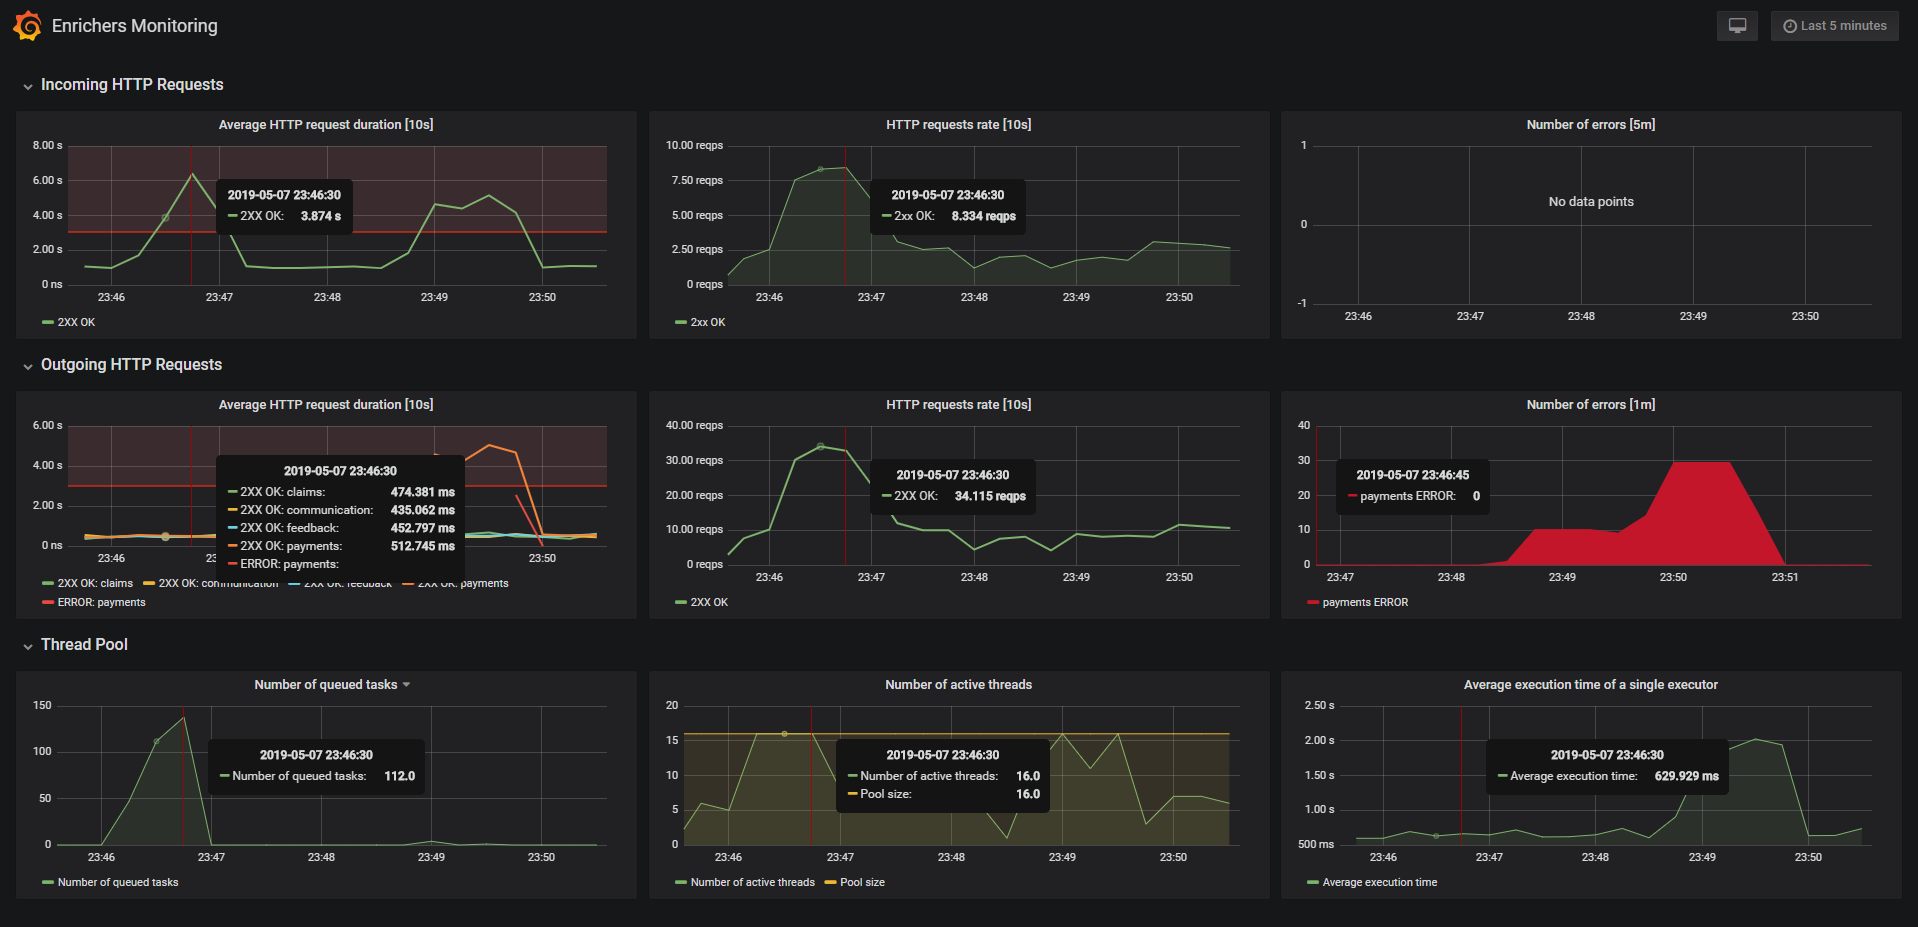 Enrichers Monitoring
Last 5 minutes
Incoming HTTP Requests
Average HTTP request duration [10s]
8.00 s
6.00 s
4.00 s
2.00 s
0 ns
2019-05-07 23:46:30
2XX OK: 3.874 s
23:46 23:47 23:48 23:49 23:50
2XX OK
HTTP requests rate [10s]
10.00 reqps
7.50 reqps
5.00 reqps
2.50 reqps
0 reqps
2019-05-07 23:46:30
2xx OK: 8.334 reqps
23:46 23:47 23:48 23:49 23:50
2xx OK
Number of errors [5m]
1
0
-1
No data points
23:46 23:47 23:48 23:49 23:50
Outgoing HTTP Requests
Average HTTP request duration [10s]
6.00 s
4.00 s
2.00 s
0 ns
2019-05-07 23:46:30
2XX OK: claims: 474.381 ms
2XX OK: communication: 435.062 ms
2XX OK: feedback: 452.797 ms
2XX OK: payments: 512.745 ms
ERROR: payments:
23:46 23:50
2XX OK: claims 2XX OK: communication 2XX OK: feedback 2XX OK: payments
ERROR: payments
HTTP requests rate [10s]
40.00 reqps
30.00 reqps
20.00 reqps
10.00 reqps
0 reqps
2019-05-07 23:46:30
2XX OK: 34.115 reqps
23:46 23:47 23:48 23:49 23:50
2XX OK
Number of errors [1m]
40
30
20
10
0
2019-05-07 23:46:45
payments ERROR: 0
23:47 23:48 23:49 23:50 23:51
payments ERROR
Thread Pool
Number of queued tasks
150
100
50
0
2019-05-07 23:46:30
Number of queued tasks: 112.0
23:46 23:47 23:48 23:49 23:50
Number of queued tasks
Number of active threads
20
15
10
5
0
2019-05-07 23:46:30
Number of active threads: 16.0
Pool size: 16.0
23:46 23:47 23:48 23:49 23:50
Number of active threads Pool size
Average execution time of a single executor
2.50 s
2.00 s
1.50 s
1.00 s
500 ms
2019-05-07 23:46:30
Average execution time: 629.929 ms
23:46 23:47 23:48 23:49 23:50
Average execution time